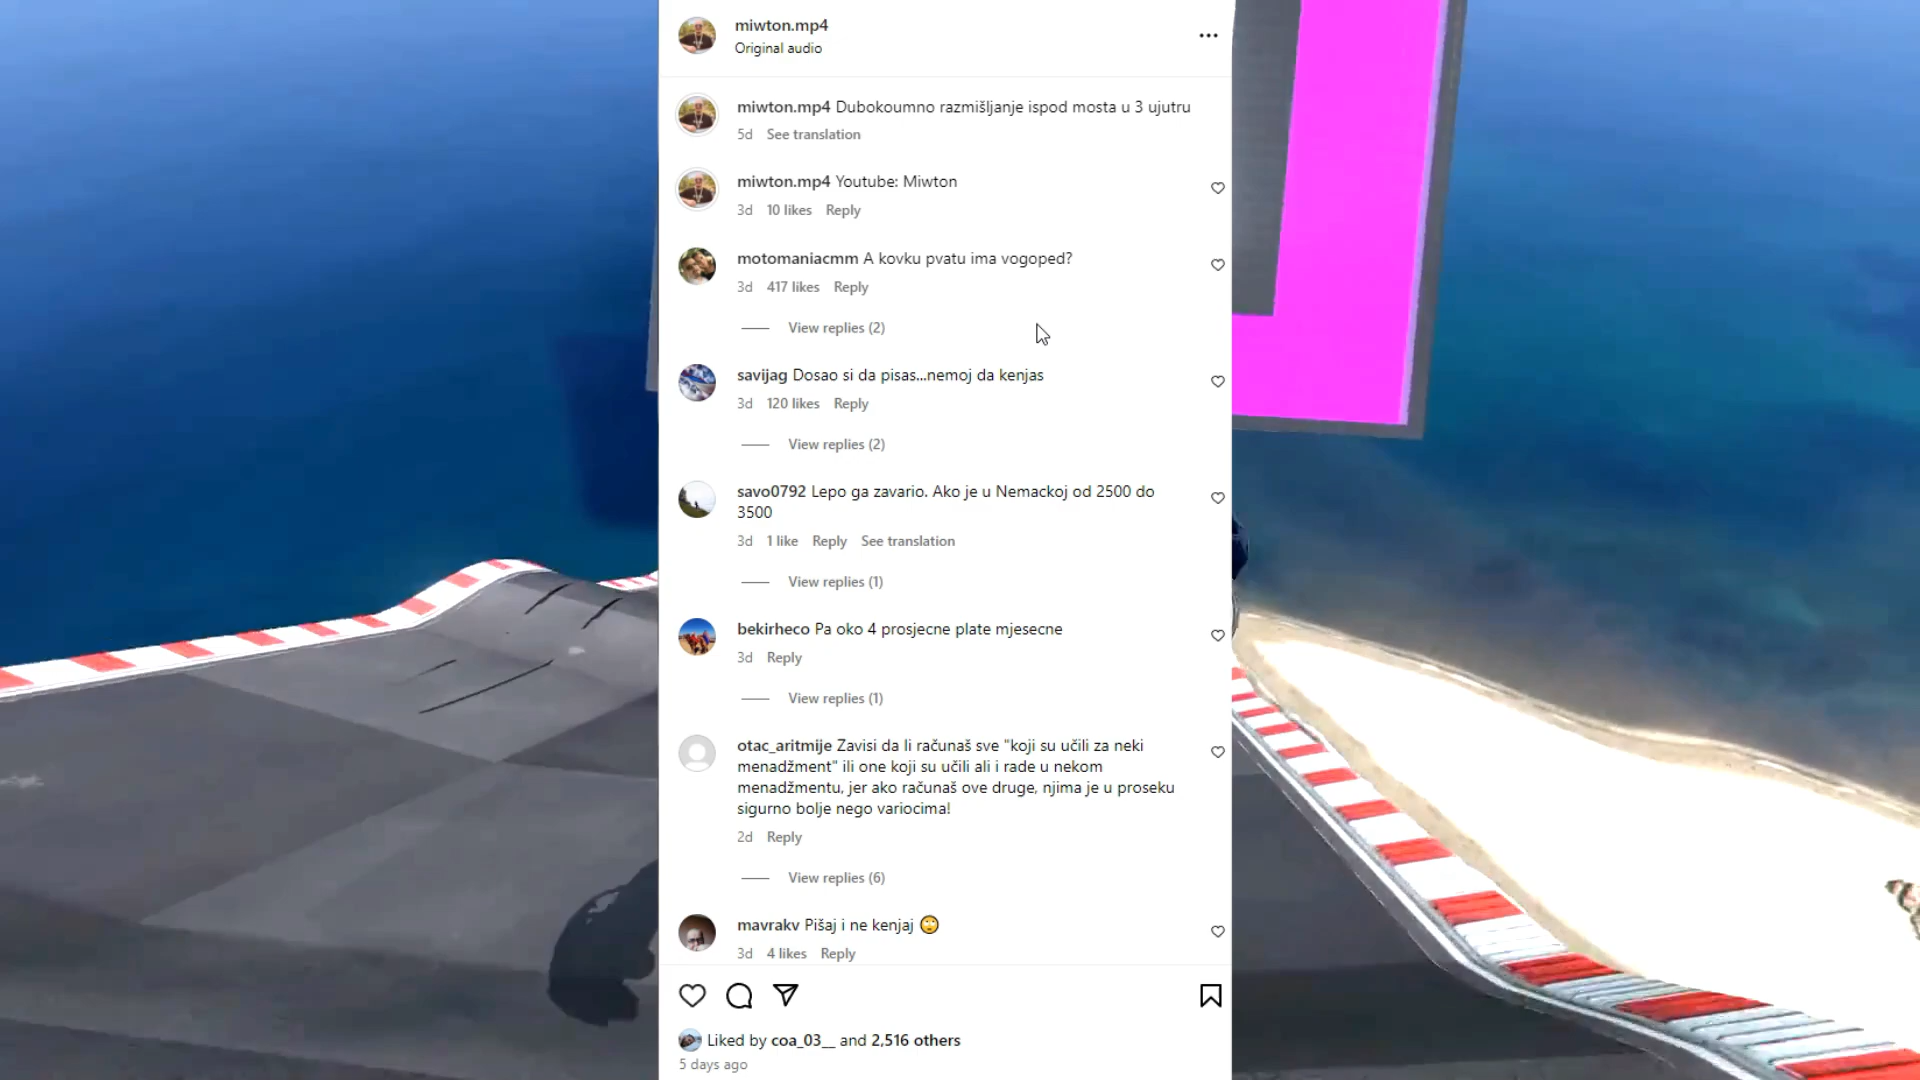 miwton.mp4
Original audio
miwton.mp4 Dubokoumno razmišljanje ispod mosta u 3 ujutru
5d See translation
miwton.mp4 Youtube: Miwton
3d 10 likes Reply
motomaniacmm A kovku pvatu ima vogoped?
3d 417 likes Reply
View replies (2)
savijag Dosao si da pisas...nemoj da kenjas
3d 120 likes Reply
View replies (2)
savo0792 Lepo ga zavario. Ako je u Nemackoj od 2500 do
3500
3d 1 like Reply See translation
View replies (1)
bekirheco Pa oko 4 prosjecne plate mjesecne
3d Reply
View replies (1)
otac_aritmije Zavisi da li računaš sve "koji su učili za neki
menadžment" ili one koji su učili ali i rade u nekom
menadžmentu, jer ako računaš ove druge, njima je u proseku
sigurno bolje nego variocima!
2d Reply
View replies (6)
mavrakv Pišaj i ne kenjaj 🙄
3d 4 likes Reply
Liked by coa_03__ and 2,516 others
5 days ago